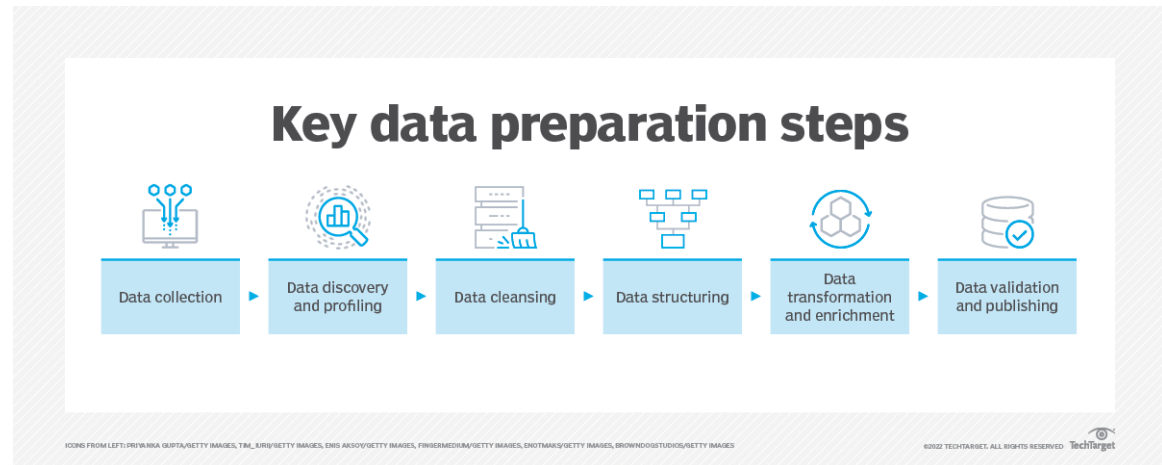 Key data preparation steps
Data collection
Data discovery
and profiling
Data cleansing
Data structuring
Data
transformation
and enrichment
Data validation
and publishing
ICONS FROM LEFT: PRIYANKA GUPTA/GETTY IMAGES, TIM_IURII/GETTY IMAGES, ENIS AKSOY/GETTY IMAGES, FINGERMEDIUM/GETTY IMAGES, ENOTMAKS/GETTY IMAGES, BROWNDOGSTUDIOS/GETTY IMAGES
©2022 TECHTARGET. ALL RIGHTS RESERVED
TechTarget